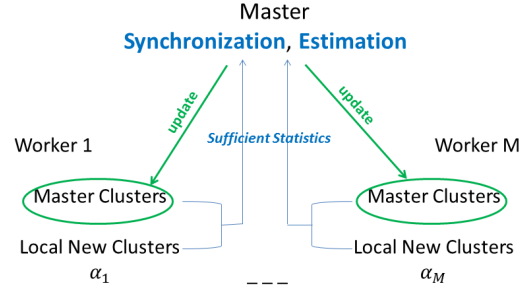 Master
Synchronization, Estimation
update
update
Sufficient Statistics
Worker 1
Worker M
Master Clusters
Master Clusters
Local New Clusters
Local New Clusters
α₁
α_M